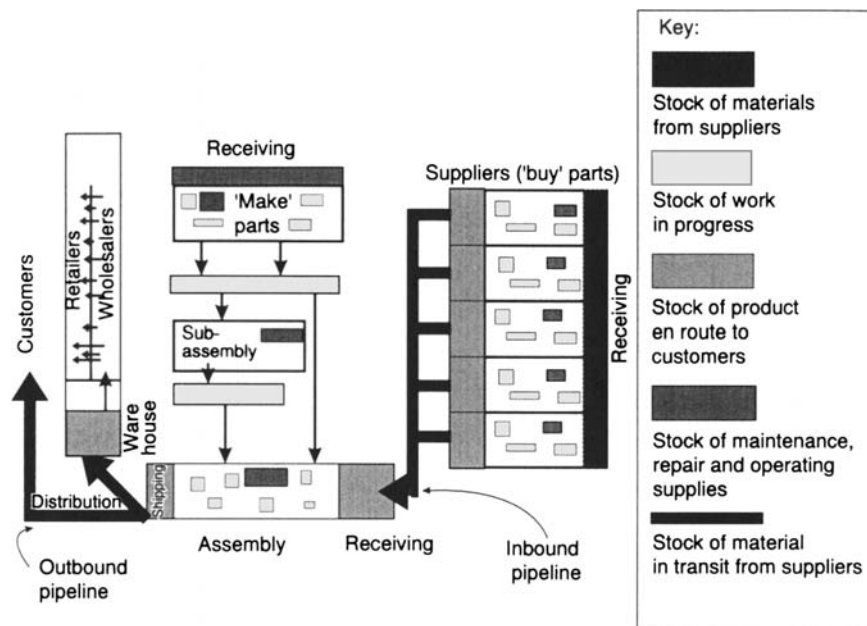 Receiving
'Make'
parts
Sub-
assembly
Customers
Retailers
Wholesalers
Ware
house
Distribution
Shipping
Assembly
Receiving
Outbound
pipeline
Suppliers ('buy' parts)
Receiving
Inbound
pipeline
Key:
Stock of materials
from suppliers
Stock of work
in progress
Stock of product
en route to
customers
Stock of maintenance,
repair and operating
supplies
Stock of material
in transit from suppliers